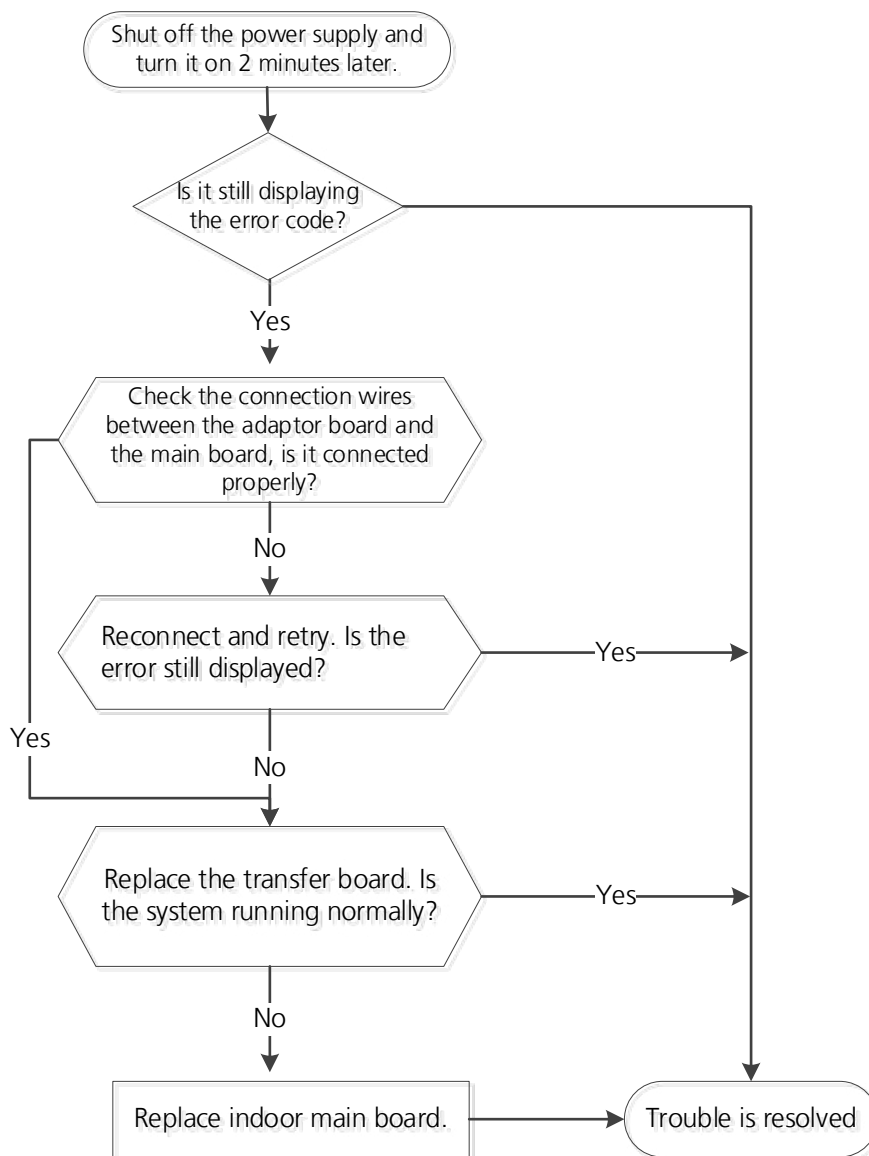 Shut off the power supply and
turn it on 2 minutes later.
Is it still displaying
the error code?
Yes
Check the connection wires
between the adaptor board and
the main board, is it connected
properly?
No
Reconnect and retry. Is the
error still displayed?
Yes
Yes
No
Replace the transfer board. Is
the system running normally?
Yes
No
Replace indoor main board.
Trouble is resolved